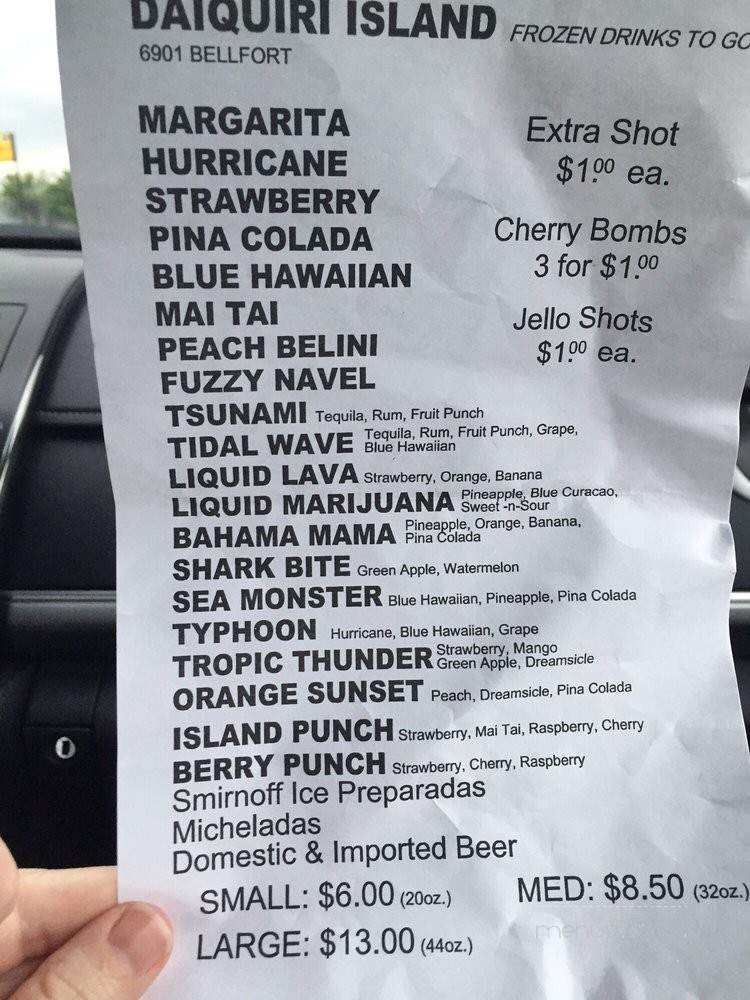 DAIQUIRI ISLAND FROZEN DRINKS TO GO
6901 BELLFORT
MARGARITA
HURRICANE
STRAWBERRY
PINA COLADA
BLUE HAWAIIAN
MAI TAI
PEACH BELINI
FUZZY NAVEL
Extra Shot
$1.00 ea.
Cherry Bombs
3 for $1.00
Jello Shots
$1.00 ea.
TSUNAMI Tequila, Rum, Fruit Punch
TIDAL WAVE Tequila, Rum, Fruit Punch, Grape,
Blue Hawaiian
LIQUID LAVA Strawberry, Orange, Banana
LIQUID MARIJUANA Pineapple, Blue Curacao,
Sweet -n-Sour
BAHAMA MAMA Pineapple, Orange, Banana,
Pina Colada
SHARK BITE Green Apple, Watermelon
SEA MONSTER Blue Hawaiian, Pineapple, Pina Colada
TYPHOON Hurricane, Blue Hawaiian, Grape
TROPIC THUNDER Strawberry, Mango
Green Apple, Dreamsicle
ORANGE SUNSET Peach, Dreamsicle, Pina Colada
ISLAND PUNCH Strawberry, Mai Tai, Raspberry, Cherry
BERRY PUNCH Strawberry, Cherry, Raspberry
Smirnoff Ice Preparadas
Micheladas
Domestic & Imported Beer
SMALL: $6.00 (20oz.) MED: $8.50 (32oz.)
LARGE: $13.00 (44oz.)